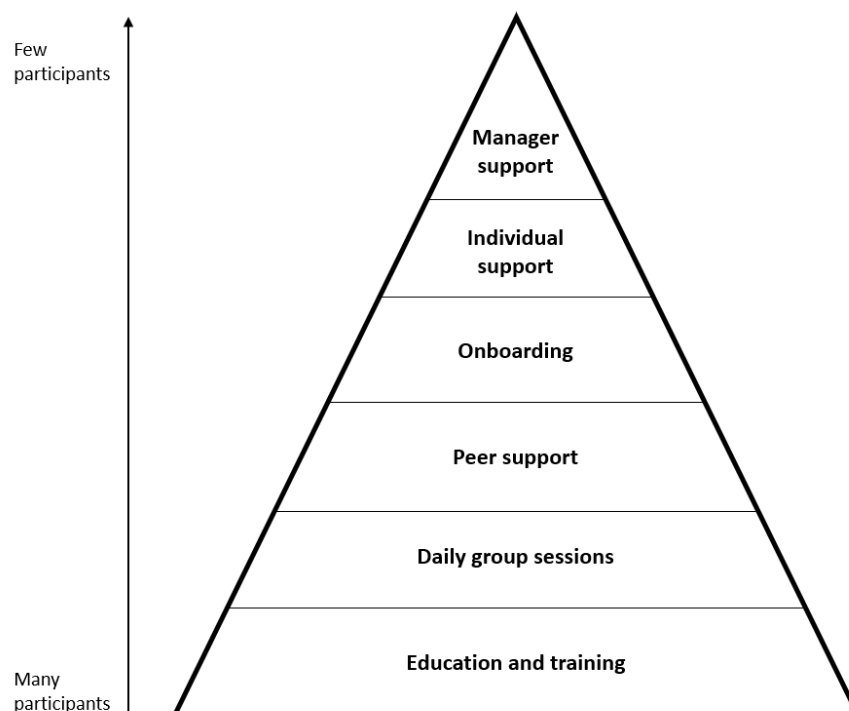 Few
participants
Manager
support
Individual
support
Onboarding
Peer support
Daily group sessions
Education and training
Many
participants